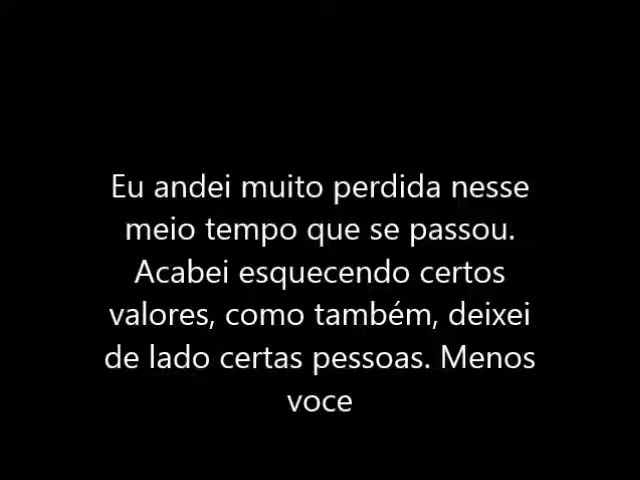 Eu andei muito perdida nesse
meio tempo que se passou.
Acabei esquecendo certos
valores, como também, deixei
de lado certas pessoas. Menos
voce